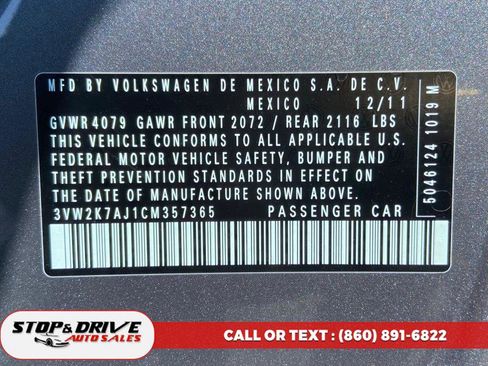 MFD BY VOLKSWAGEN DE MEXICO S.A. DE C.V.
MEXICO 12/11
GVWR 4079 GAWR FRONT 2072 / REAR 2116 LBS
THIS VEHICLE CONFORMS TO ALL APPLICABLE U.S.
FEDERAL MOTOR VEHICLE SAFETY, BUMPER AND
THEFT PREVENTION STANDARDS IN EFFECT ON
THE DATE OF MANUFACTURE SHOWN ABOVE.
3VW2K7AJ1CM357365 PASSENGER CAR
5046124 1019 M
STOP & DRIVE
AUTO SALES
CALL OR TEXT : (860) 891-6822